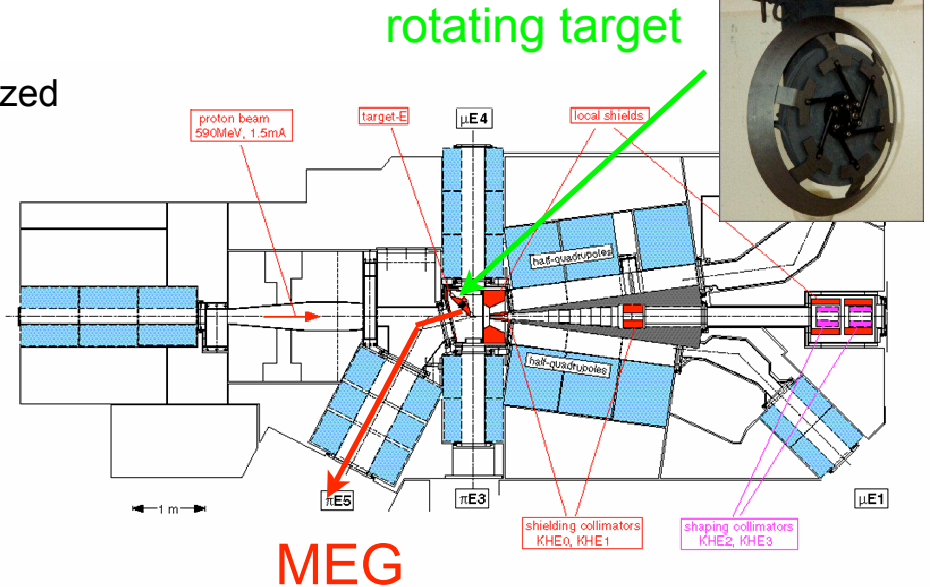 rotating target
zed
proton beam
590MeV, 1.5mA
target-E
μE4
local shields
half-quadrupoles
half-quadrupoles
πE5
πE3
μE1
1 m
shielding collimators
KHE0, KHE1
shaping collimators
KHE2, KHE3
MEG